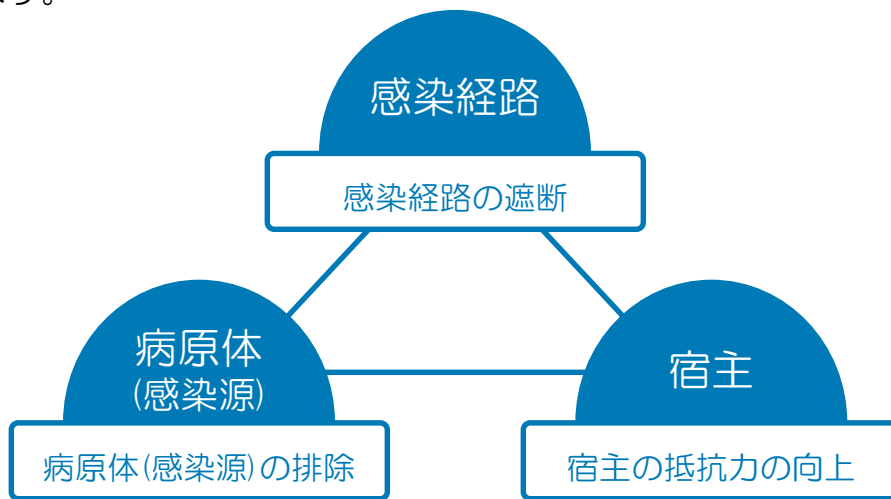 す。
感染経路
感染経路の遮断
病原体
(感染源)
病原体(感染源)の排除
宿主
宿主の抵抗力の向上